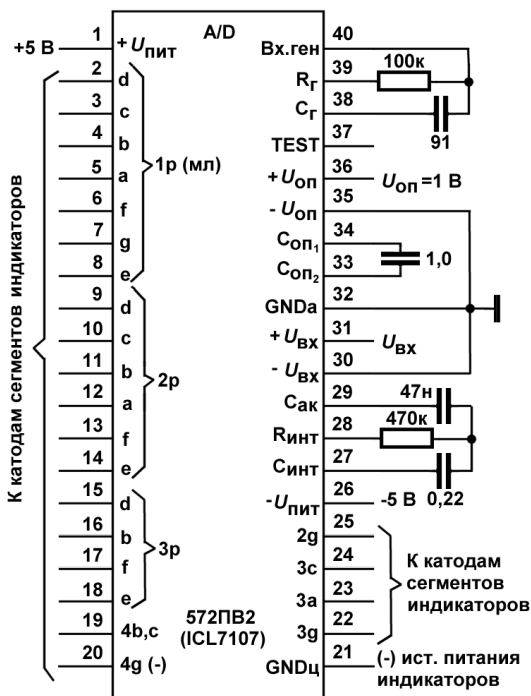 A/D
+5 В
1
+Uпит
2
d
3
c
4
b
5
a
6
f
7
g
8
e
1р (мл)
9
d
10
c
11
b
12
a
13
f
14
e
2р
15
d
16
b
17
f
18
e
3р
19
4b,c
20
4g (-)
К катодам сегментов индикаторов
572ПВ2
(ICL7107)
Вх.ген
40
Rг
39
100к
Cг
38
91
TEST
37
+Uоп
36
Uоп =1 В
- Uоп
35
Cоп1
34
Cоп2
33
1,0
GNDa
32
+Uвх
31
Uвх
- Uвх
30
Cак
29
47н
Rинт
28
470к
Cинт
27
0,22
-Uпит
26
-5 В
2g
25
3c
24
3a
23
3g
22
К катодам
сегментов
индикаторов
GNDц
21
(-) ист. питания
индикаторов